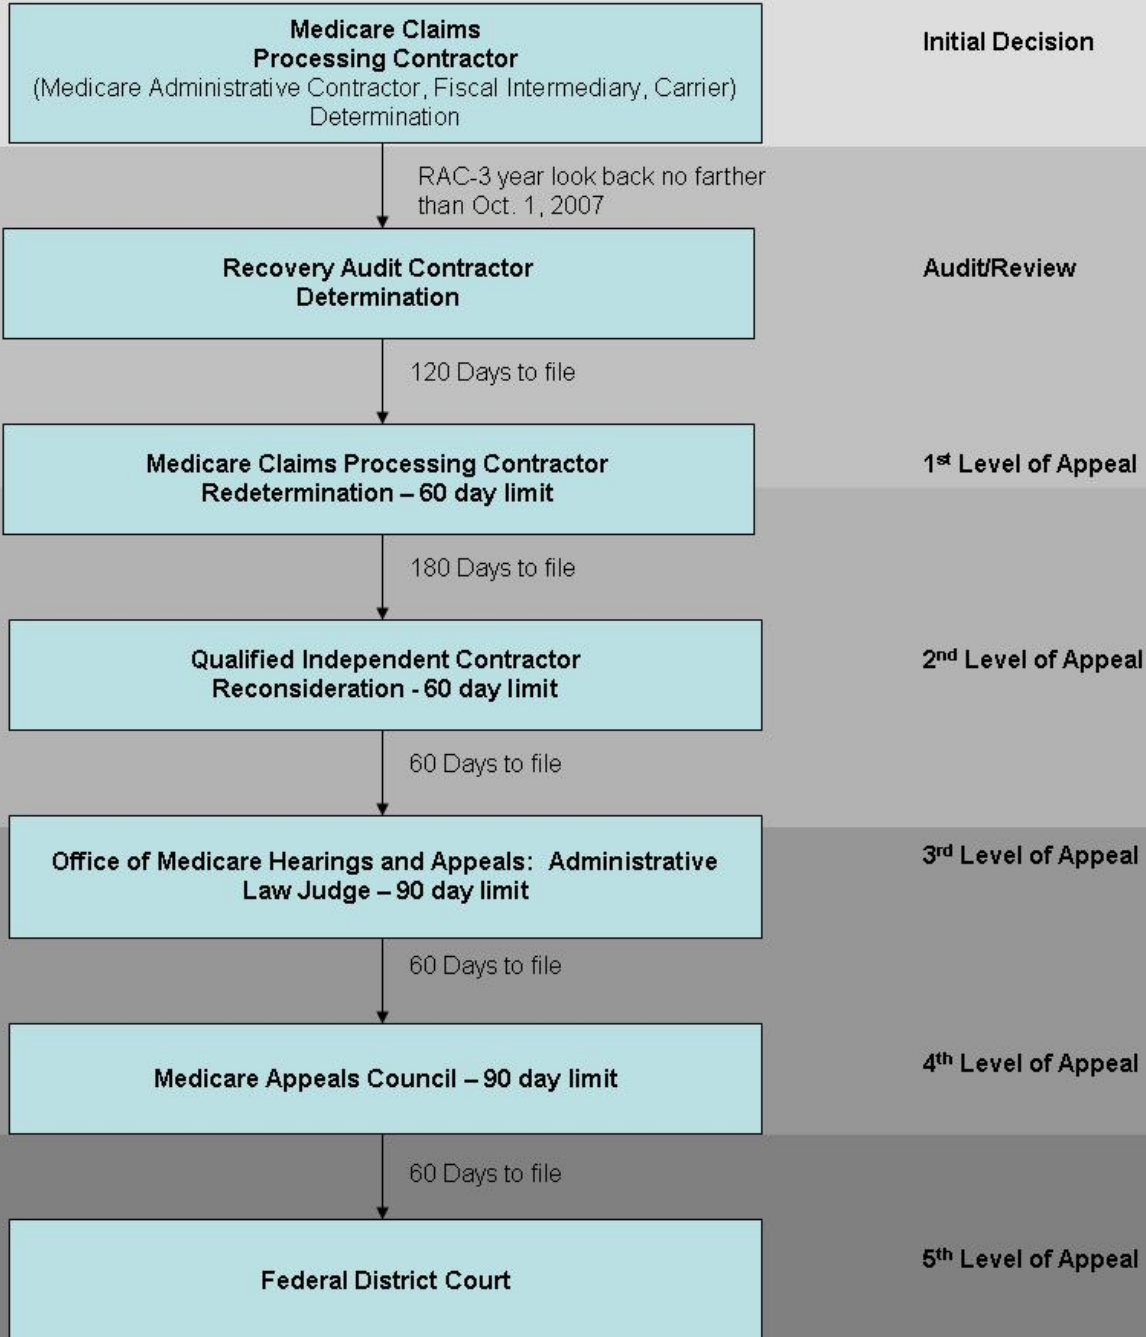 Medicare Claims
Processing Contractor
(Medicare Administrative Contractor, Fiscal Intermediary, Carrier)
Determination
Initial Decision
RAC-3 year look back no farther
than Oct. 1, 2007
Recovery Audit Contractor
Determination
Audit/Review
120 Days to file
Medicare Claims Processing Contractor
Redetermination – 60 day limit
1st Level of Appeal
180 Days to file
Qualified Independent Contractor
Reconsideration - 60 day limit
2nd Level of Appeal
60 Days to file
Office of Medicare Hearings and Appeals: Administrative
Law Judge – 90 day limit
3rd Level of Appeal
60 Days to file
Medicare Appeals Council – 90 day limit
4th Level of Appeal
60 Days to file
Federal District Court
5th Level of Appeal